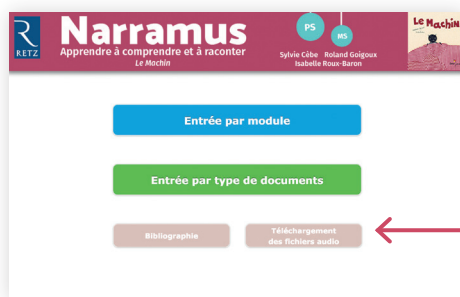 RETZ
Narramus
Apprendre à comprendre et à raconter
Le Machin
PS
MS
Sylvie Cèbe Roland Goigoux
Isabelle Roux-Baron
Le Machin
Entrée par module
Entrée par type de documents
Bibliographie
Téléchargement
des fichiers audio